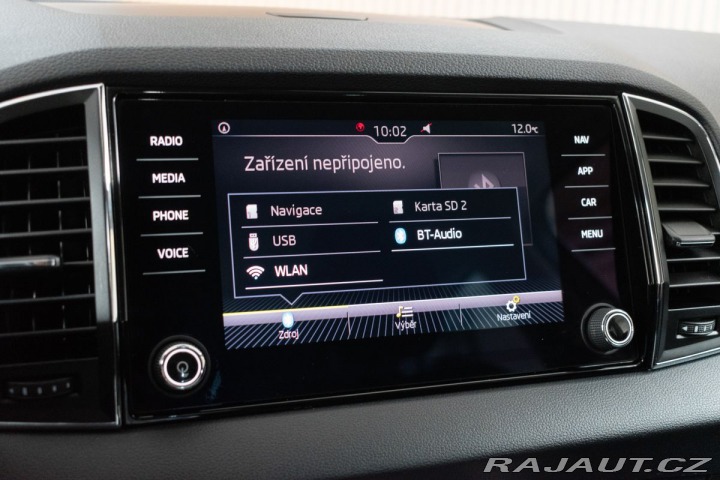 10:02
12.0°C
Zařízení nepřipojeno.
Navigace
Karta SD 2
USB
BT-Audio
WLAN
Zdroj
Výběr
Nastavení
RADIO
MEDIA
PHONE
VOICE
NAV
APP
CAR
MENU
RAJAUT.CZ